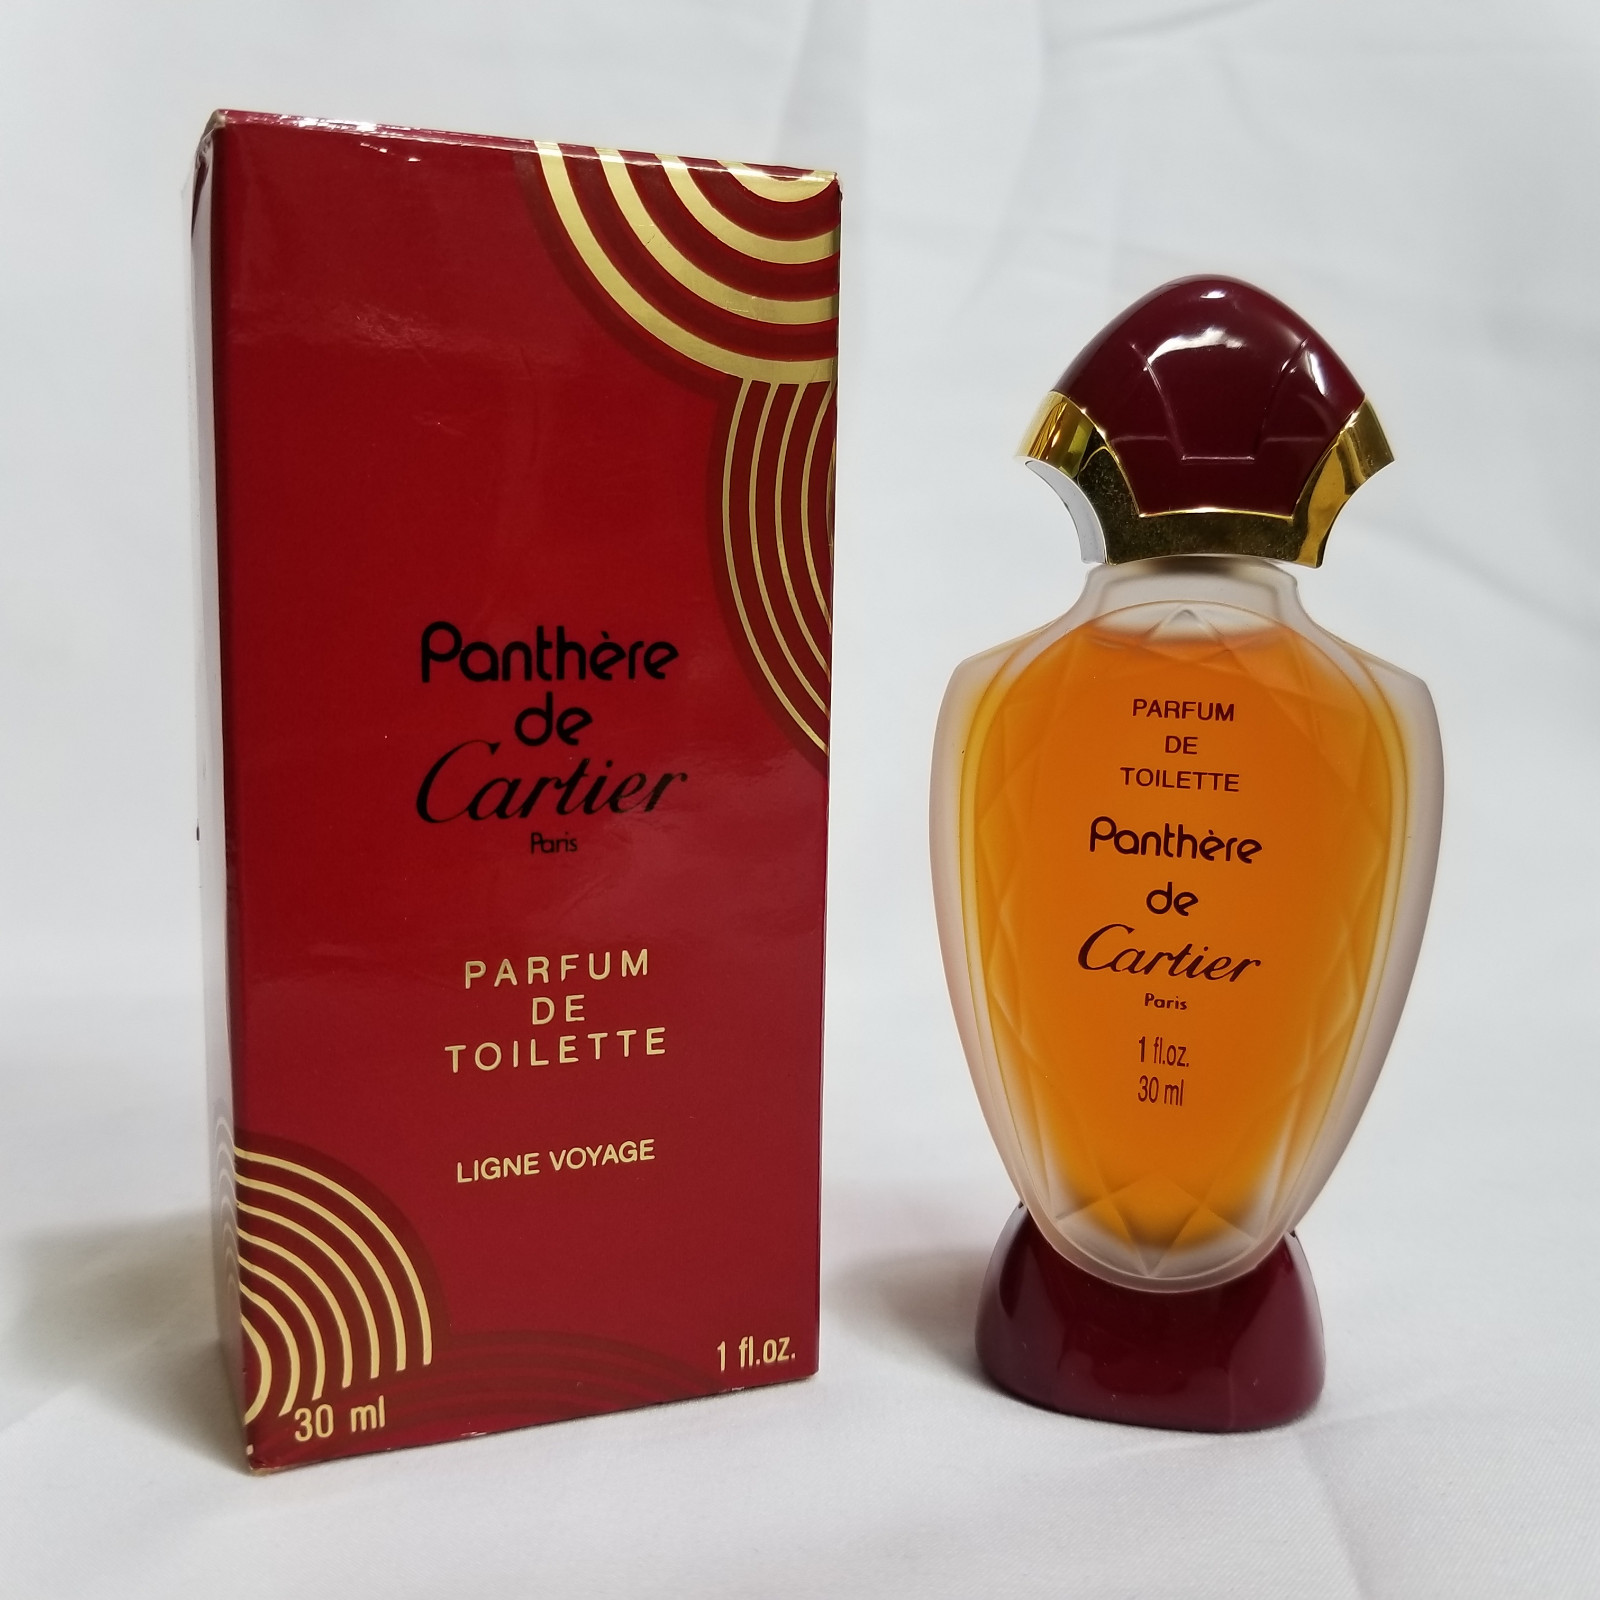 Panthère
de
Cartier
Paris
PARFUM
DE
TOILETTE
LIGNE VOYAGE
30 ml
1 fl.oz.
PARFUM
DE
TOILETTE
Panthère
de
Cartier
Paris
1 fl.oz.
30 ml